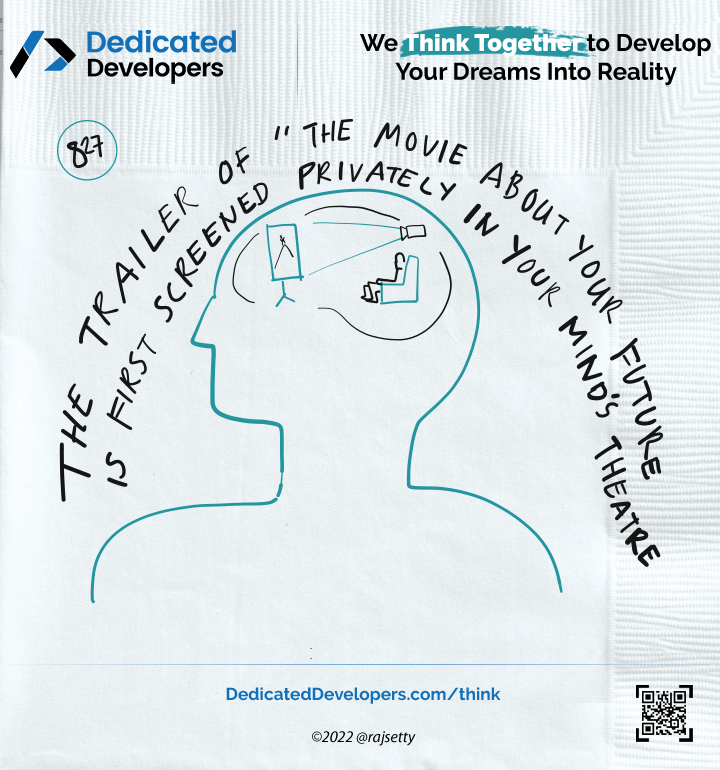 Dedicated
Developers
We Think Together to Develop
Your Dreams Into Reality
827
THE TRAILER OF "THE MOVIE ABOUT YOUR FUTURE
IS FIRST SCREENED PRIVATELY IN YOUR MIND'S THEATRE
DedicatedDevelopers.com/think
©2022 @rajsetty